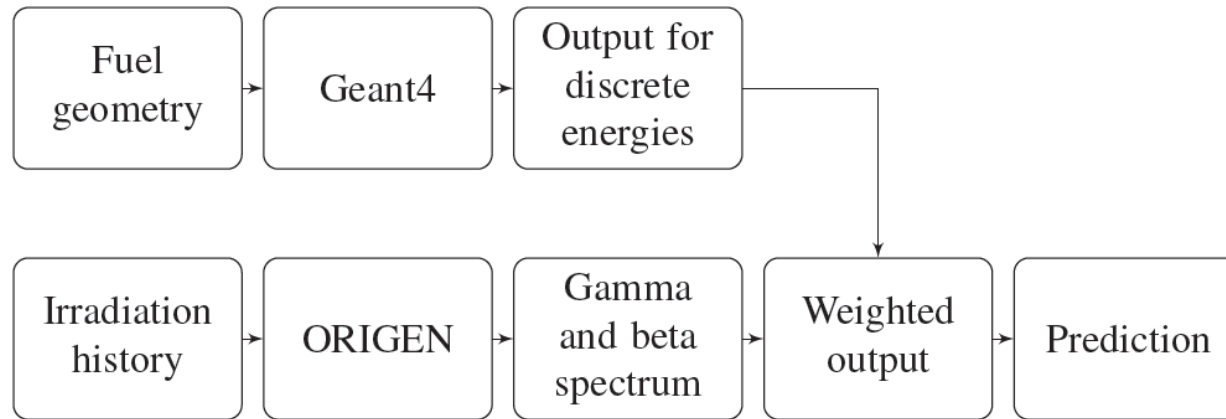 Fuel
geometry
Geant4
Output for
discrete
energies
Irradiation
history
ORIGEN
Gamma
and beta
spectrum
Weighted
output
Prediction